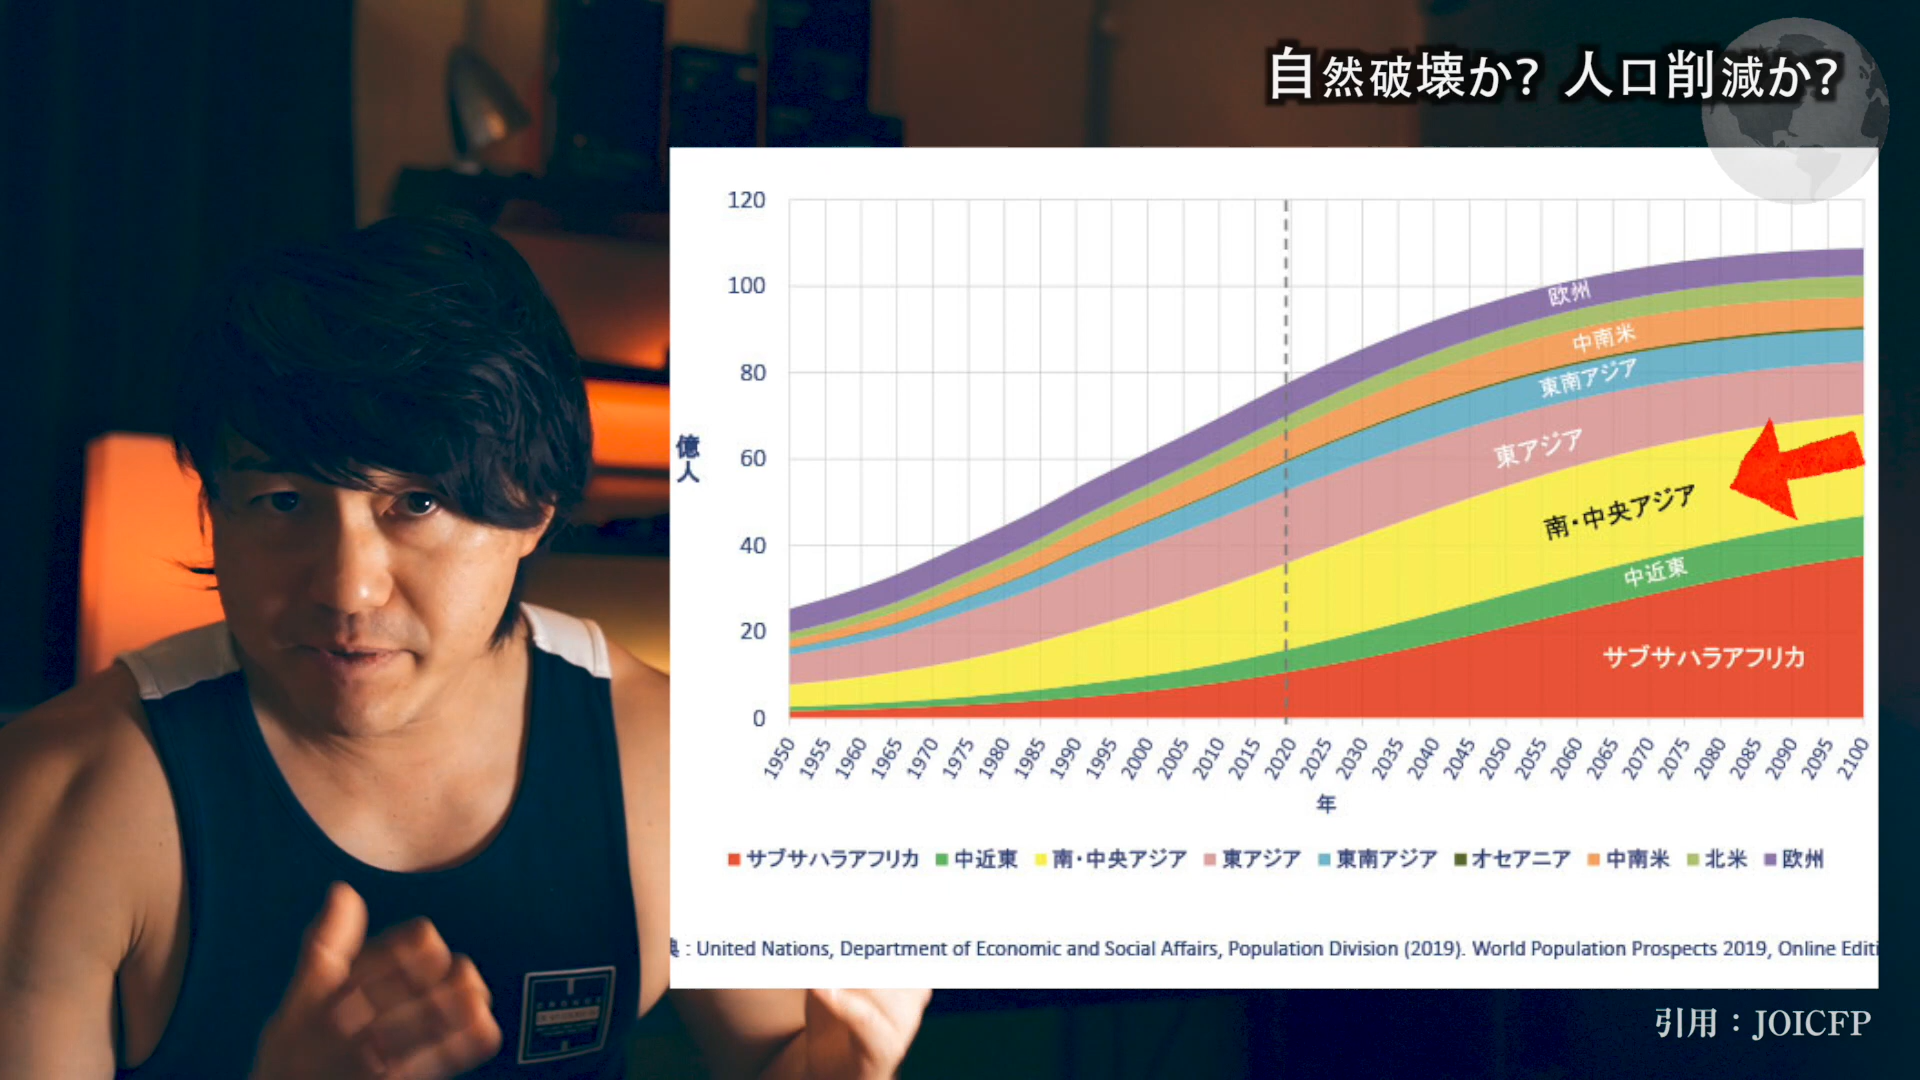 自然破壊か? 人口削減か?
120
100
80
60
40
20
0
億人
欧州
中南米
東南アジア
東アジア
南・中央アジア
中近東
サブサハラアフリカ
1950 1955 1960 1965 1970 1975 1980 1985 1990 1995 2000 2005 2010 2015 2020 2025 2030 2035 2040 2045 2050 2055 2060 2065 2070 2075 2080 2085 2090 2095 2100
年
サブサハラアフリカ 中近東 南・中央アジア 東アジア 東南アジア オセアニア 中南米 北米 欧州
: United Nations, Department of Economic and Social Affairs, Population Division (2019). World Population Prospects 2019, Online Editi
引用：JOICFP